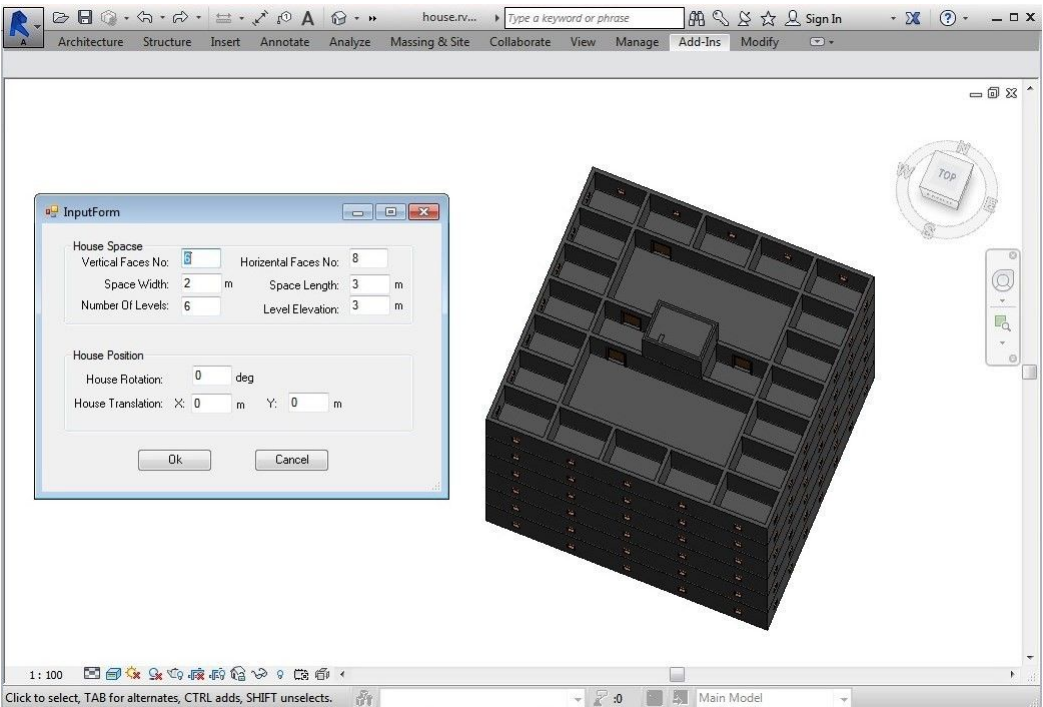 A house.rv... Type a keyword or phrase Sign In
A Architecture Structure Insert Annotate Analyze Massing & Site Collaborate View Manage Add-Ins Modify
N
W TOP E
S
InputForm
House Spacse
Vertical Faces No: 6 Horizental Faces No: 8
Space Width: 2 m Space Length: 3 m
Number Of Levels: 6 Level Elevation: 3 m
House Position
House Rotation: 0 deg
House Translation: X: 0 m Y: 0 m
Ok Cancel
1 : 100
Click to select, TAB for alternates, CTRL adds, SHIFT unselects. :0 Main Model